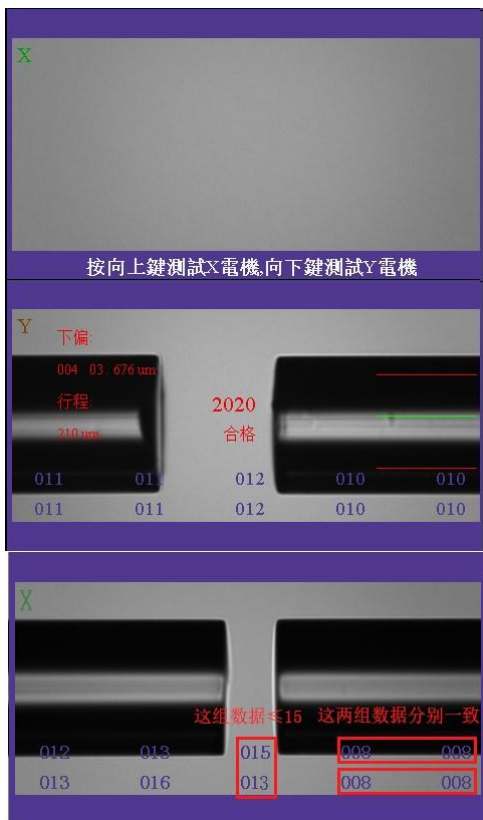 X
按向上鍵測試X電機,向下鍵測試Y電機
Y
下偏:
004 03.676um
行程
2020
210 um
合格
011 011 012 010 010
011 011 012 010 010
X
这组数据≤15 这两组数据分别一致
012 013 015 008 008
013 016 013 008 008